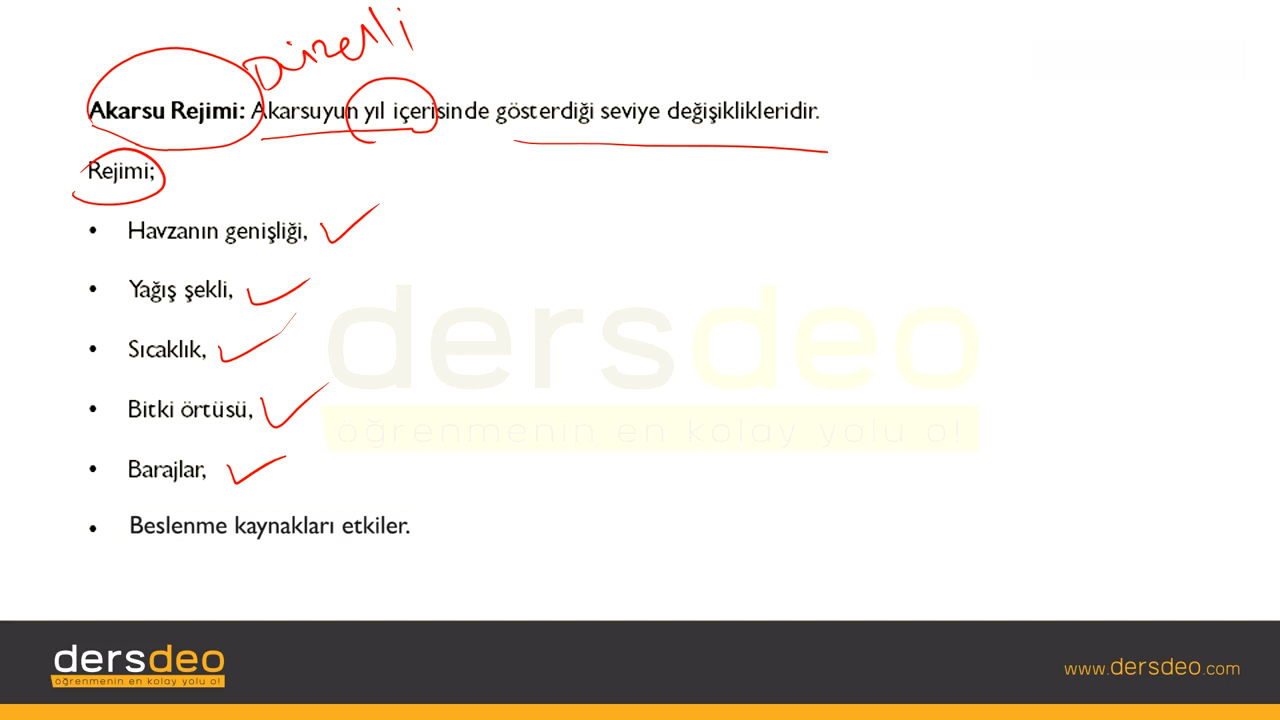 Düzenli
Akarsu Rejimi: Akarsuyun yıl içerisinde gösterdiği seviye değişiklikleridir.
Rejimi;
• Havzanın genişliği,
• Yağış şekli,
• Sıcaklık,
• Bitki örtüsü,
• Barajlar,
• Beslenme kaynakları etkiler.
dersdeo
öğrenmenin en kolay yolu o!
dersdeo
öğrenmenin en kolay yolu o!
www.dersdeo.com